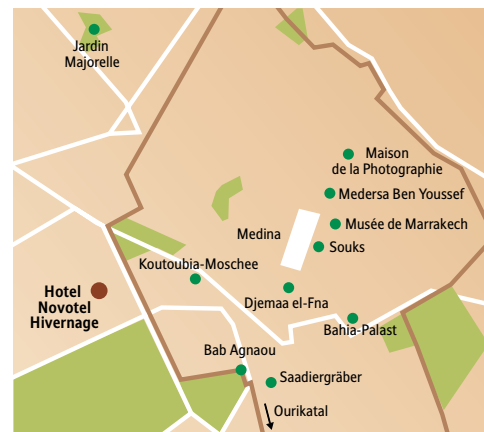 Jardin
Majorelle
Maison
de la Photographie
Medersa Ben Youssef
Musée de Marrakech
Medina
Souks
Koutoubia-Moschee
Hotel
Novotel
Hivernage
Djemaa el-Fna
Bahia-Palast
Bab Agnaou
Saadiergräber
Ourikatal